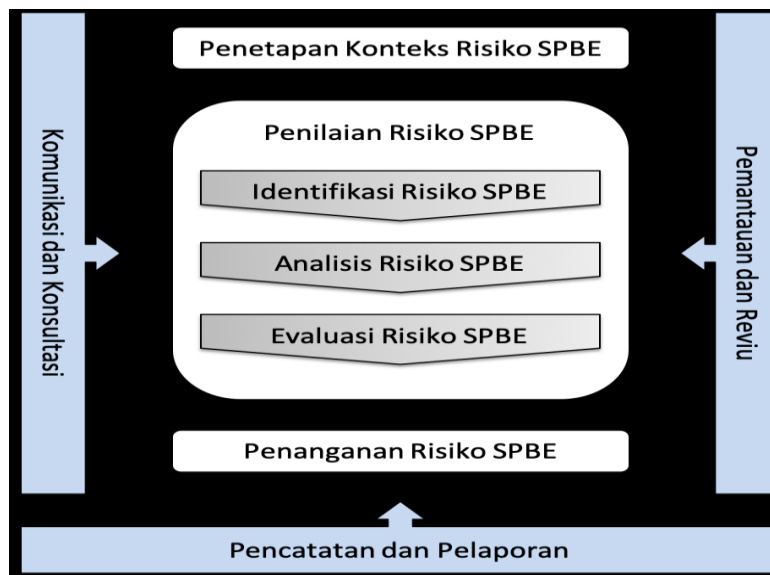 Penetapan Konteks Risiko SPBE
Komunikasi dan Konsultasi
Penilaian Risiko SPBE
Identifikasi Risiko SPBE
Analisis Risiko SPBE
Evaluasi Risiko SPBE
Pemantauan dan Reviu
Penanganan Risiko SPBE
Pencatatan dan Pelaporan